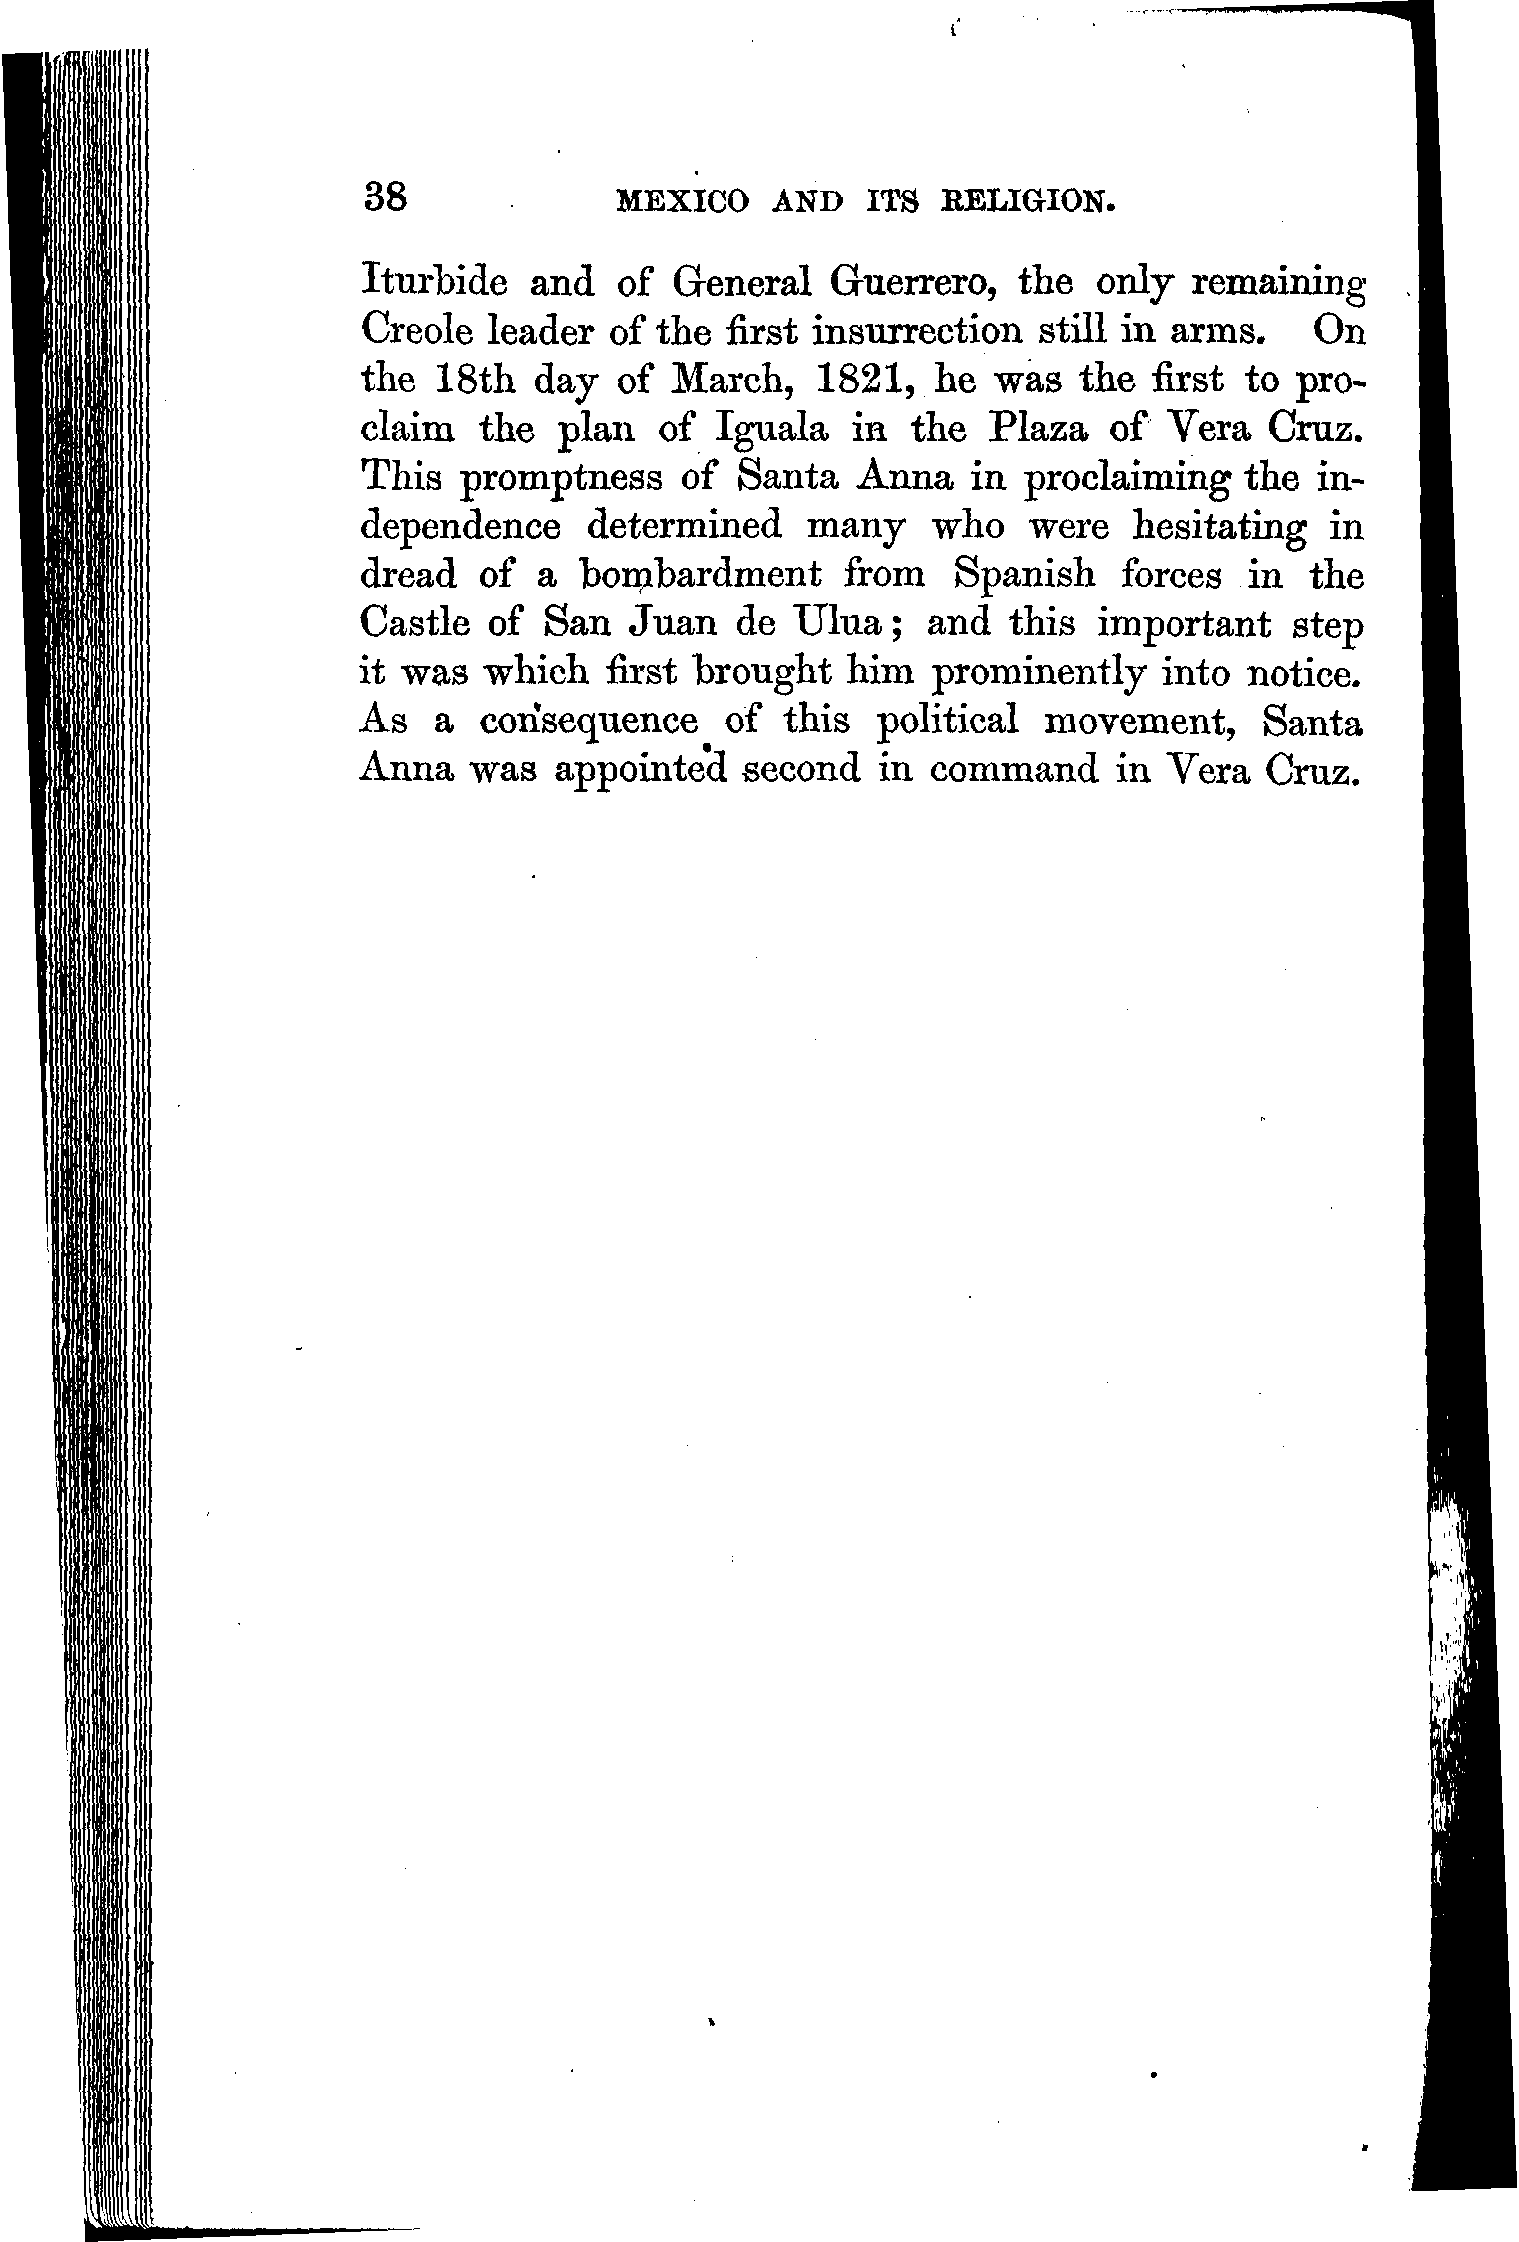 38 MEXICO AND ITS RELIGION.
Iturbide and of General Guerrero, the only remaining
Creole leader of the first insurrection still in arms. On
the 18th day of March, 1821, he was the first to pro-
claim the plan of Iguala in the Plaza of Vera Cruz.
This promptness of Santa Anna in proclaiming the in-
dependence determined many who were hesitating in
dread of a bombardment from Spanish forces in the
Castle of San Juan de Ulua; and this important step
it was which first brought him prominently into notice.
As a consequence of this political movement, Santa
Anna was appointed second in command in Vera Cruz.